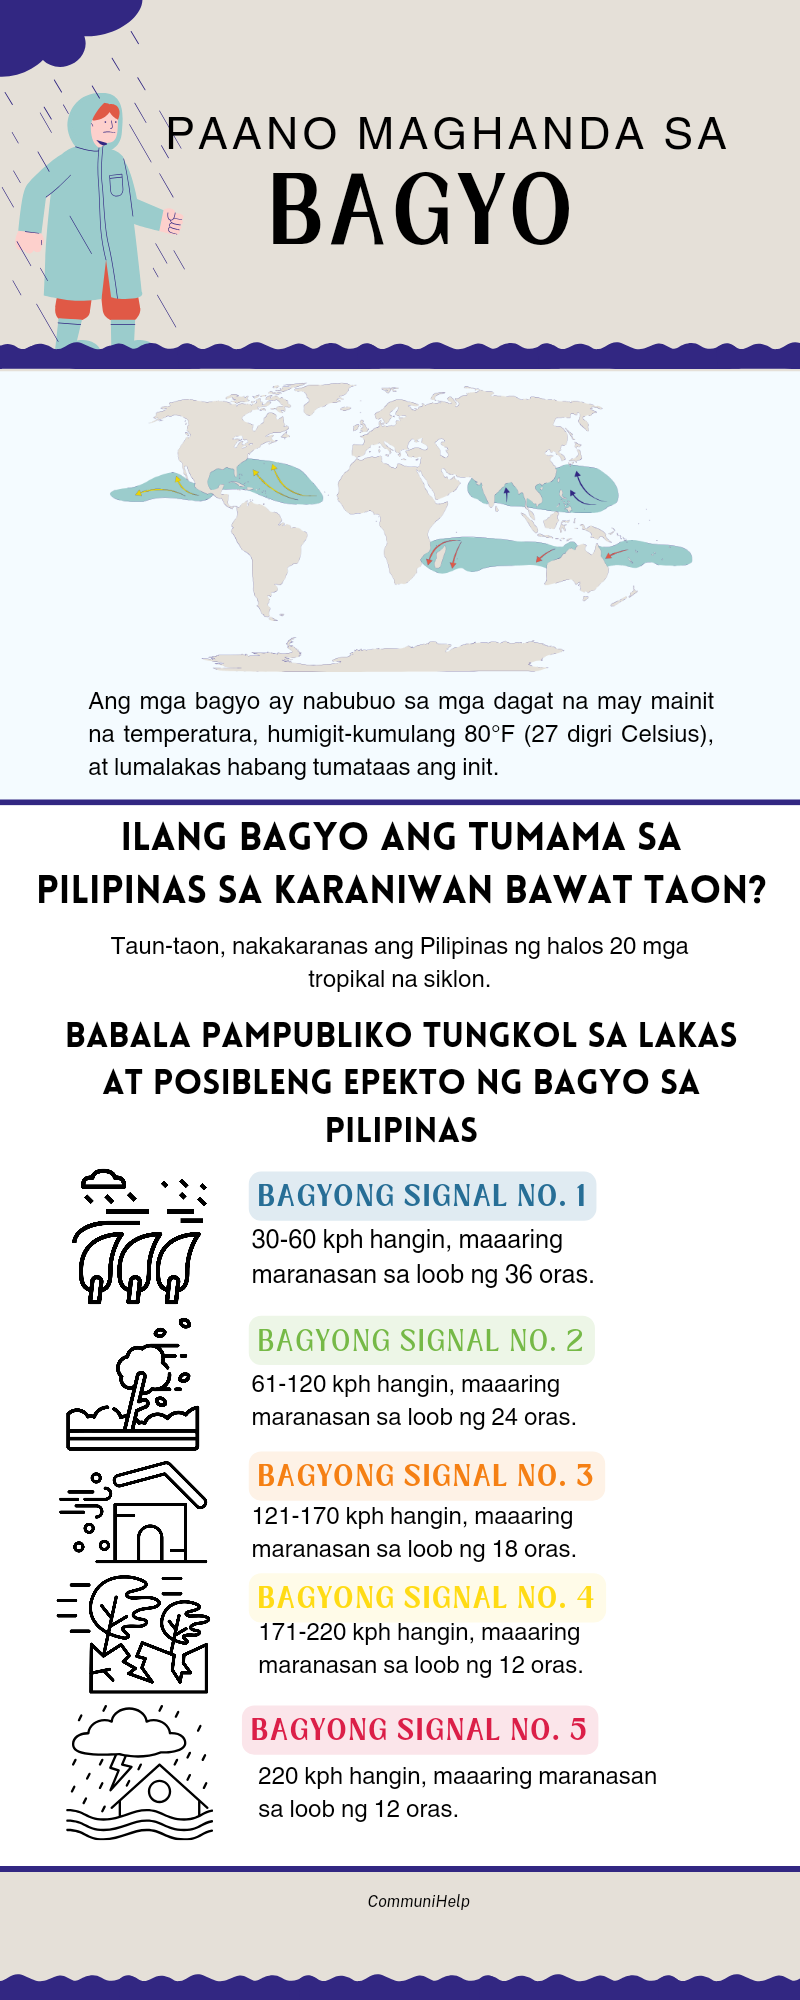 PAANO MAGHANDA SA
BAGYO
Ang mga bagyo ay nabubuo sa mga dagat na may mainit
na temperatura, humigit-kumulang 80°F (27 digri Celsius),
at lumalakas habang tumataas ang init.
ILANG BAGYO ANG TUMAMA SA
PILIPINAS SA KARANIWAN BAWAT TAON?
Taun-taon, nakakaranas ang Pilipinas ng halos 20 mga
tropikal na siklon.
BABALA PAMPUBLIKO TUNGKOL SA LAKAS
AT POSIBLENG EPEKTO NG BAGYO SA
PILIPINAS
BAGYONG SIGNAL NO. 1
30-60 kph hangin, maaaring
maranasan sa loob ng 36 oras.
BAGYONG SIGNAL NO. 2
61-120 kph hangin, maaaring
maranasan sa loob ng 24 oras.
BAGYONG SIGNAL NO. 3
121-170 kph hangin, maaaring
maranasan sa loob ng 18 oras.
BAGYONG SIGNAL NO. 4
171-220 kph hangin, maaaring
maranasan sa loob ng 12 oras.
BAGYONG SIGNAL NO. 5
220 kph hangin, maaaring maranasan
sa loob ng 12 oras.
CommuniHelp